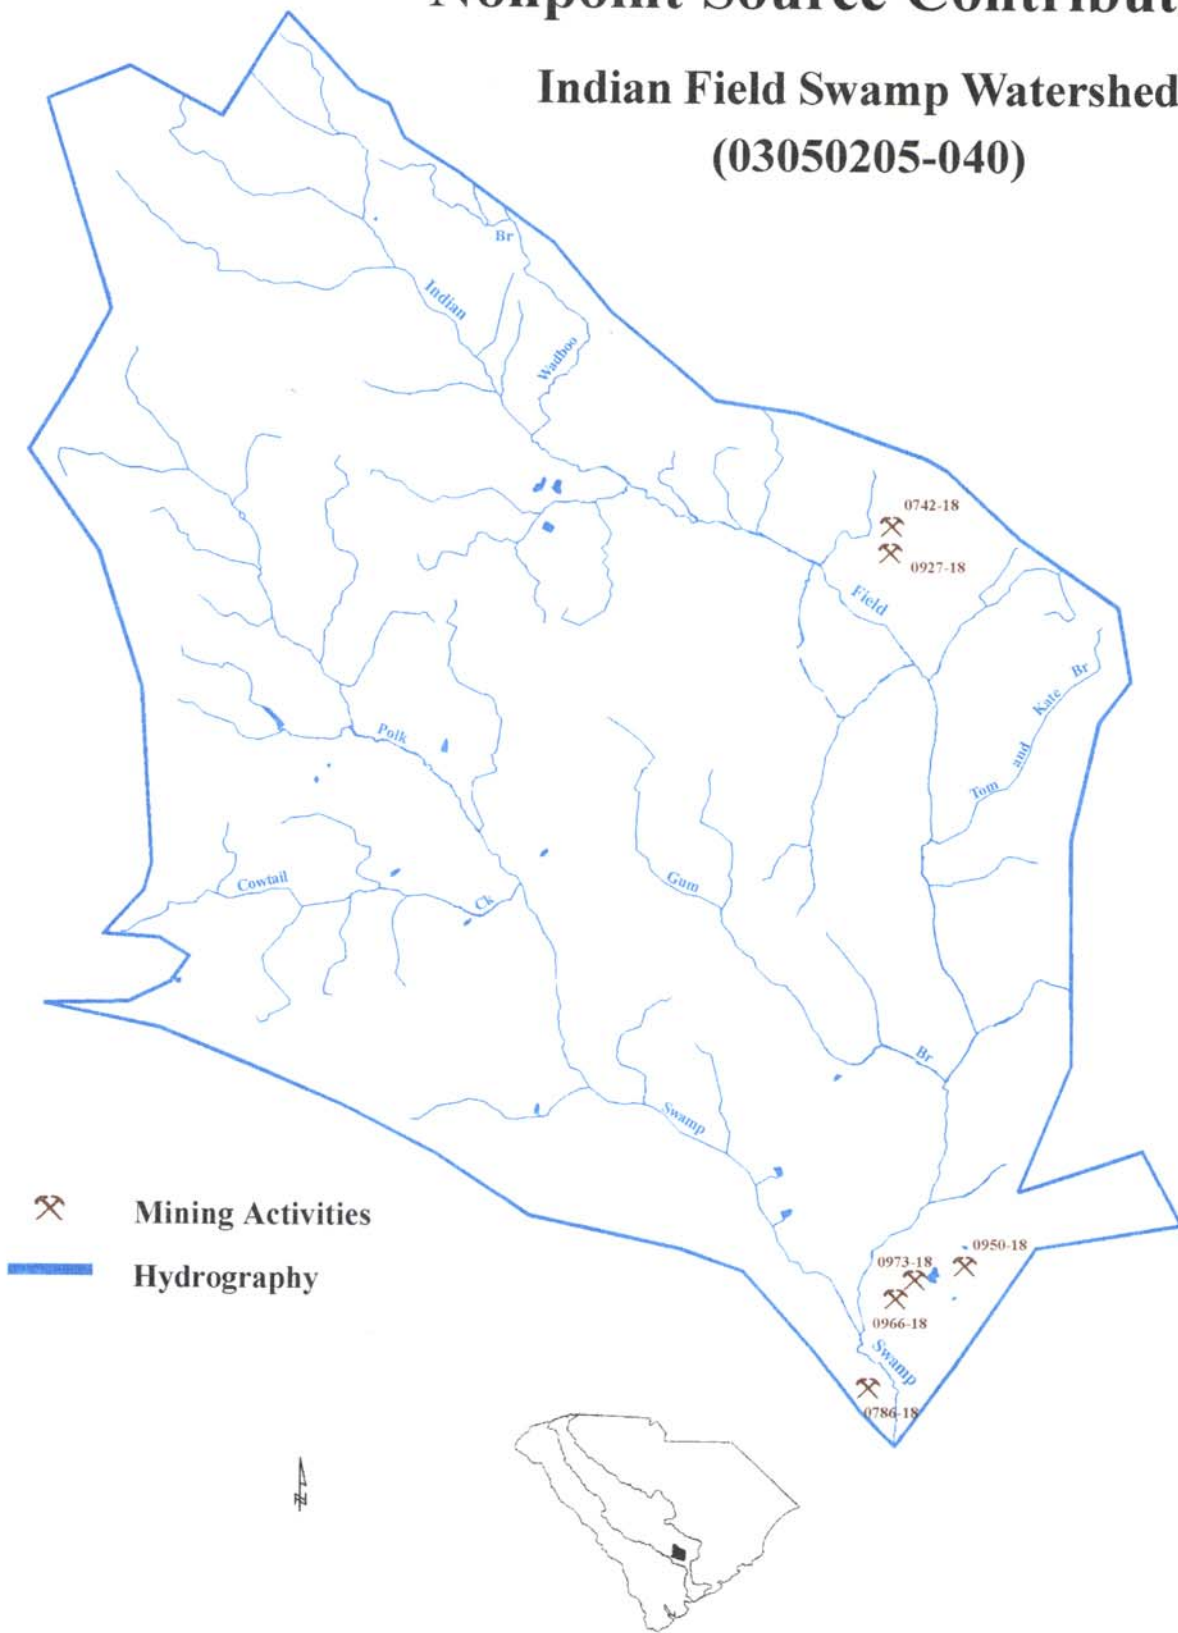 Nonpoint Source Contribut
Indian Field Swamp Watershed
(03050205-040)
Br
Indian
Wadboo
0742-18
0927-18
Field
Tom and Kate Br
Polk
Cowtail
Ck
Gum
Br
Swamp
Mining Activities
Hydrography
0950-18
0973-18
0966-18
Swamp
0786-18
N